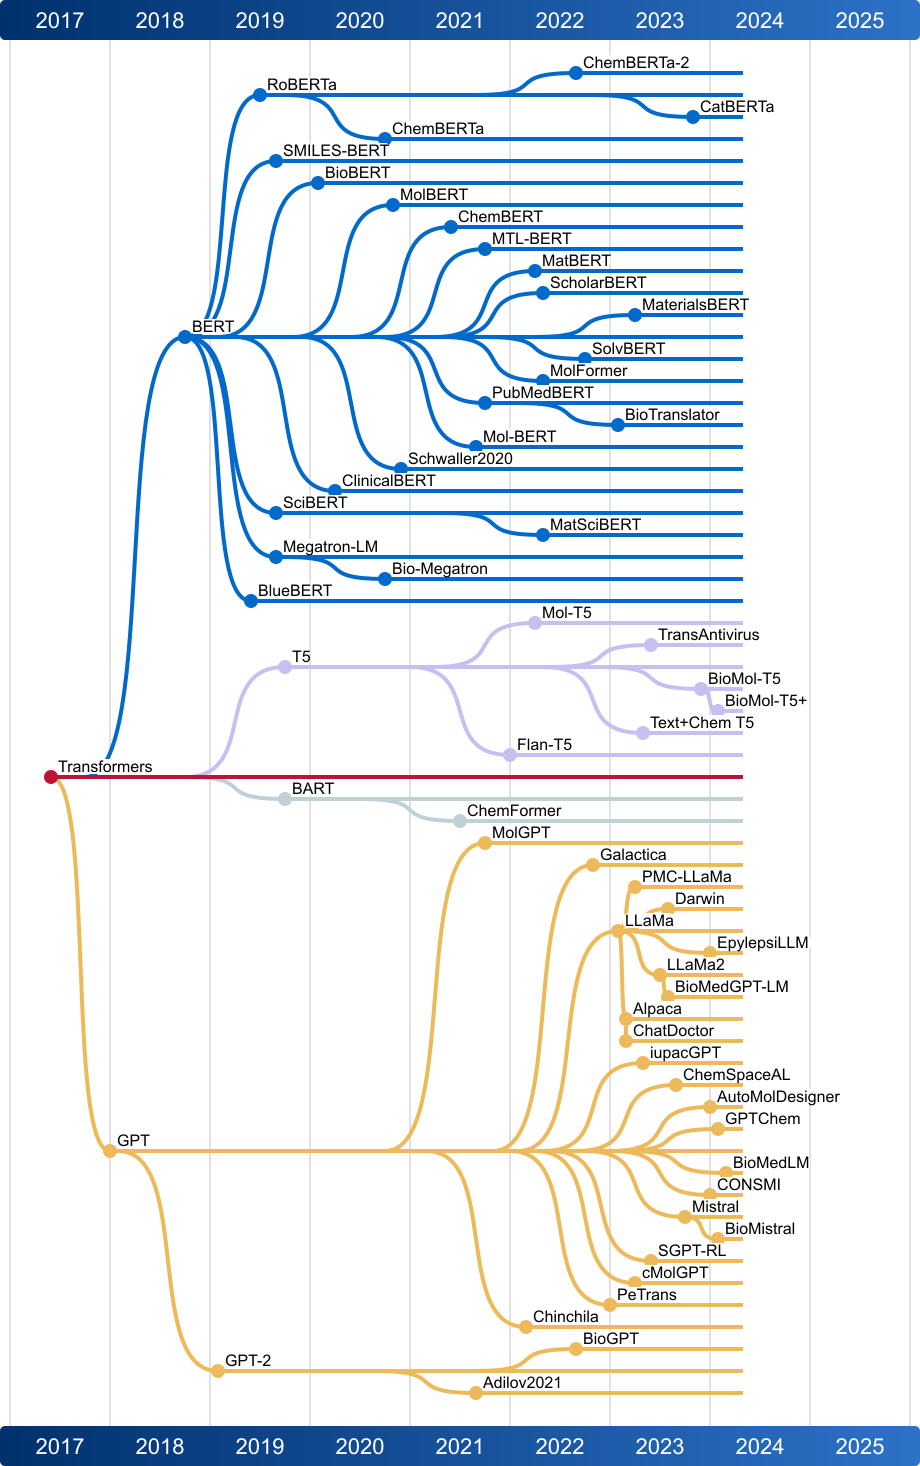 2017 2018 2019 2020 2021 2022 2023 2024 2025
ChemBERTa-2
RoBERTa
CatBERTa
ChemBERTa
SMILES-BERT
BioBERT
MolBERT
ChemBERT
MTL-BERT
MatBERT
ScholarBERT
MaterialsBERT
BERT
SolvBERT
MolFormer
PubMedBERT
BioTranslator
Mol-BERT
Schwaller2020
ClinicalBERT
SciBERT
MatSciBERT
Megatron-LM
Bio-Megatron
BlueBERT
Mol-T5
TransAntivirus
T5
BioMol-T5
BioMol-T5+
Text+Chem T5
Flan-T5
Transformers
BART
ChemFormer
MolGPT
Galactica
PMC-LLaMa
Darwin
LLaMa
EpylepsiLLM
LLaMa2
BioMedGPT-LM
Alpaca
ChatDoctor
iupacGPT
ChemSpaceAL
AutoMolDesigner
GPTChem
GPT
BioMedLM
CONSMI
Mistral
BioMistral
SGPT-RL
cMolGPT
PeTrans
Chinchila
BioGPT
GPT-2
Adilov2021
2017 2018 2019 2020 2021 2022 2023 2024 2025